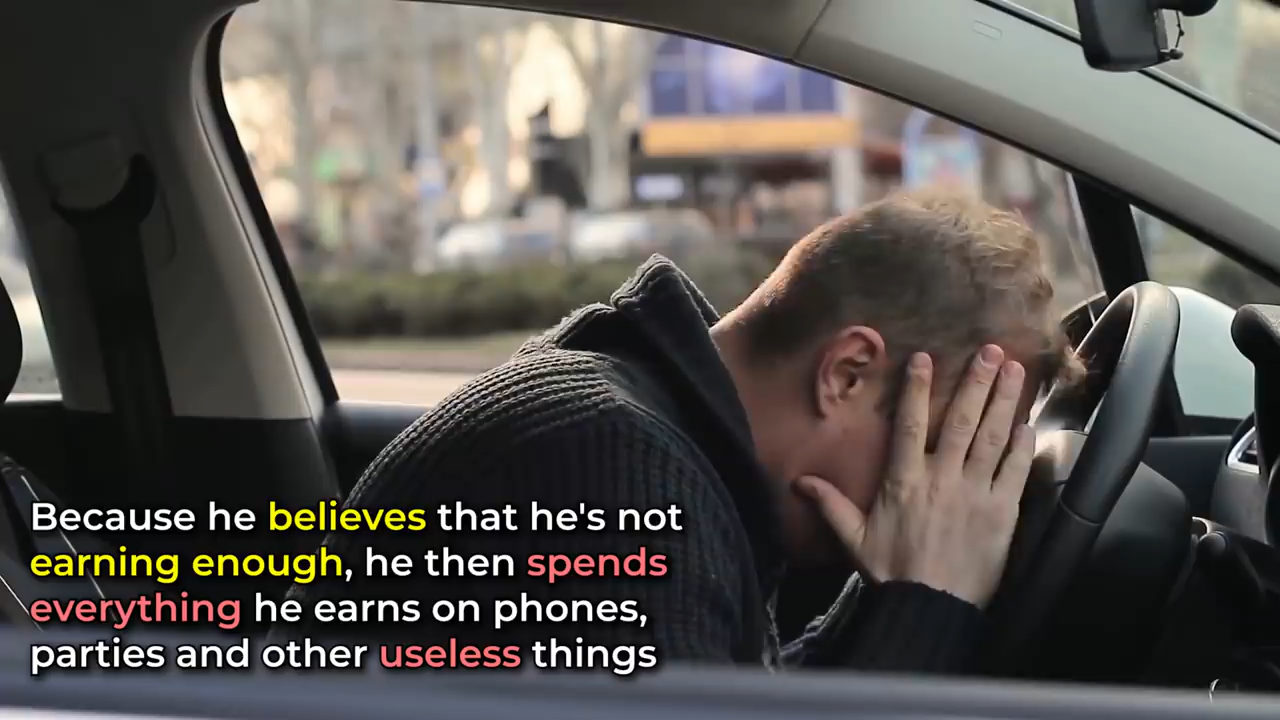 Because he believes that he's not
earning enough, he then spends
everything he earns on phones,
parties and other useless things